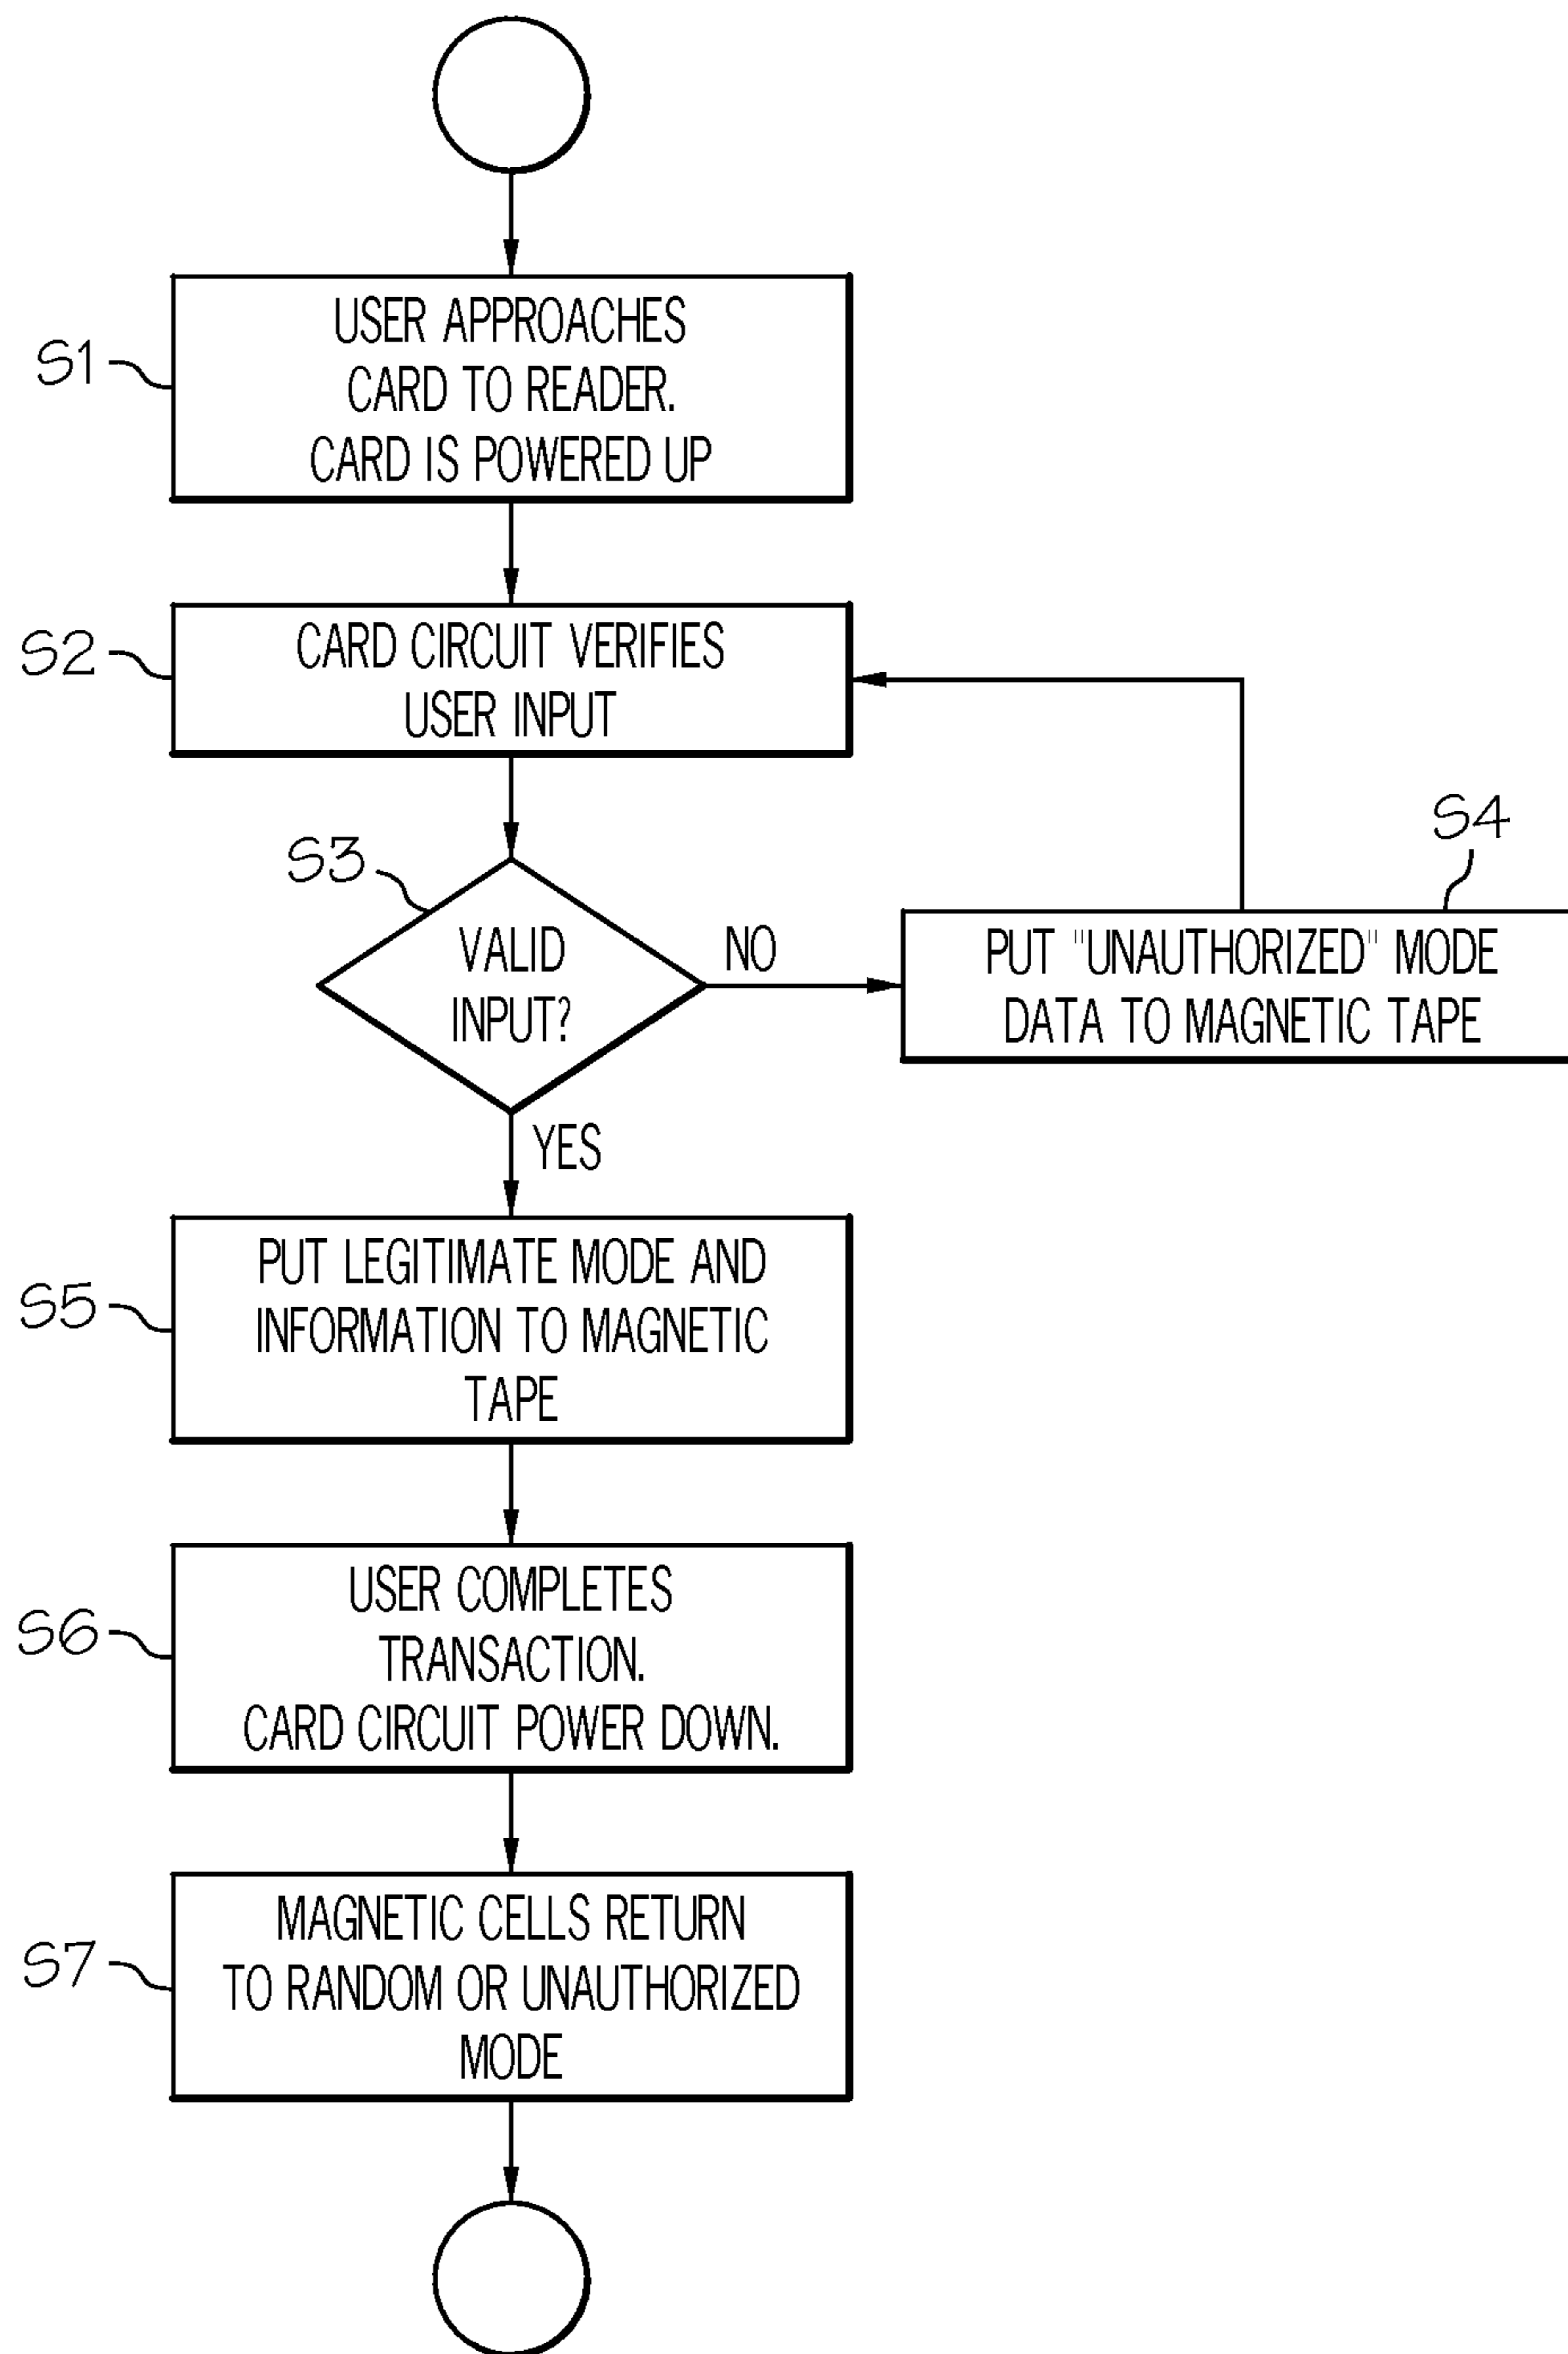 S1
USER APPROACHES
CARD TO READER.
CARD IS POWERED UP
S2
CARD CIRCUIT VERIFIES
USER INPUT
S3
VALID
INPUT?
NO
S4
PUT "UNAUTHORIZED" MODE
DATA TO MAGNETIC TAPE
YES
S5
PUT LEGITIMATE MODE AND
INFORMATION TO MAGNETIC
TAPE
S6
USER COMPLETES
TRANSACTION.
CARD CIRCUIT POWER DOWN.
S7
MAGNETIC CELLS RETURN
TO RANDOM OR UNAUTHORIZED
MODE